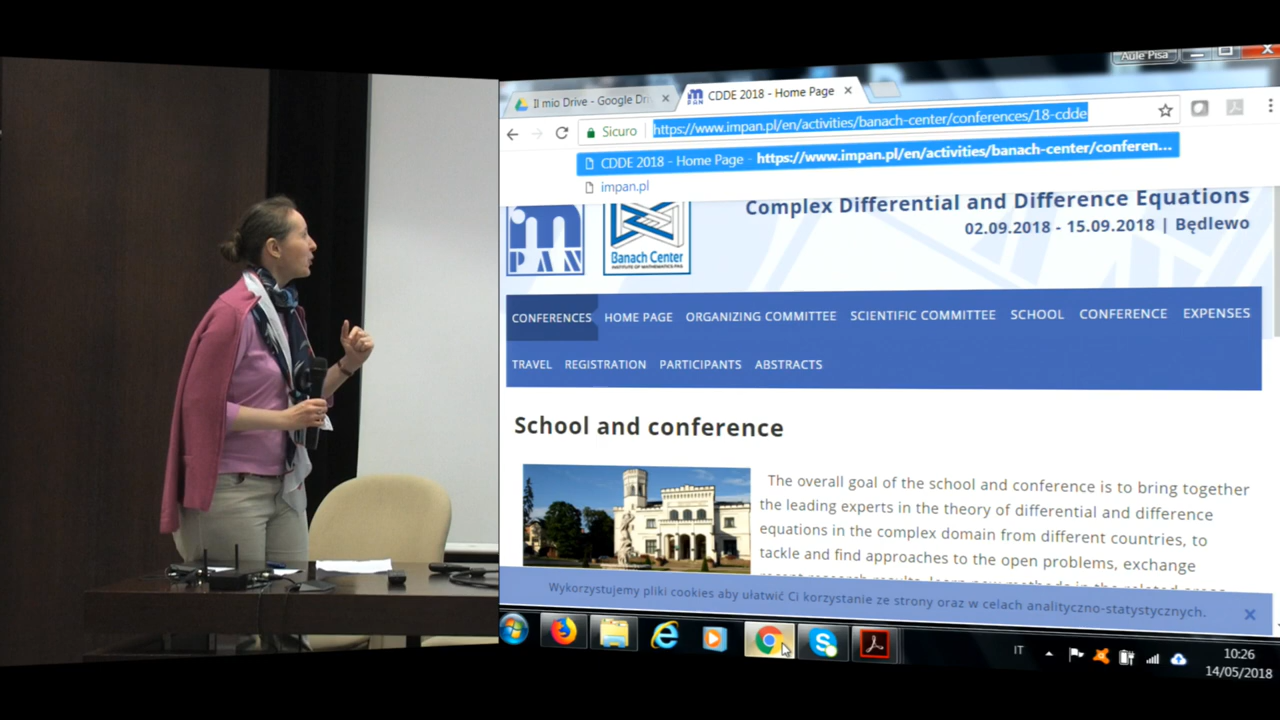 Aule Pisa
Il mio Drive - Google Dri
CDDE 2018 - Home Page
Sicuro
https://www.impan.pl/en/activities/banach-center/conferences/18-cdde
CDDE 2018 - Home Page - https://www.impan.pl/en/activities/banach-center/conferen...
impan.pl
im
PAN
Banach Center
INSTITUTE OF MATHEMATICS PAS
Complex Differential and Difference Equations
02.09.2018 - 15.09.2018 | Będlewo
CONFERENCES HOME PAGE ORGANIZING COMMITTEE SCIENTIFIC COMMITTEE SCHOOL CONFERENCE EXPENSES
TRAVEL REGISTRATION PARTICIPANTS ABSTRACTS
School and conference
The overall goal of the school and conference is to bring together
the leading experts in the theory of differential and difference
equations in the complex domain from different countries, to
tackle and find approaches to the open problems, exchange
Wykorzystujemy pliki cookies aby ułatwić Ci korzystanie ze strony oraz w celach analityczno-statystycznych.
IT
10:26
14/05/2018